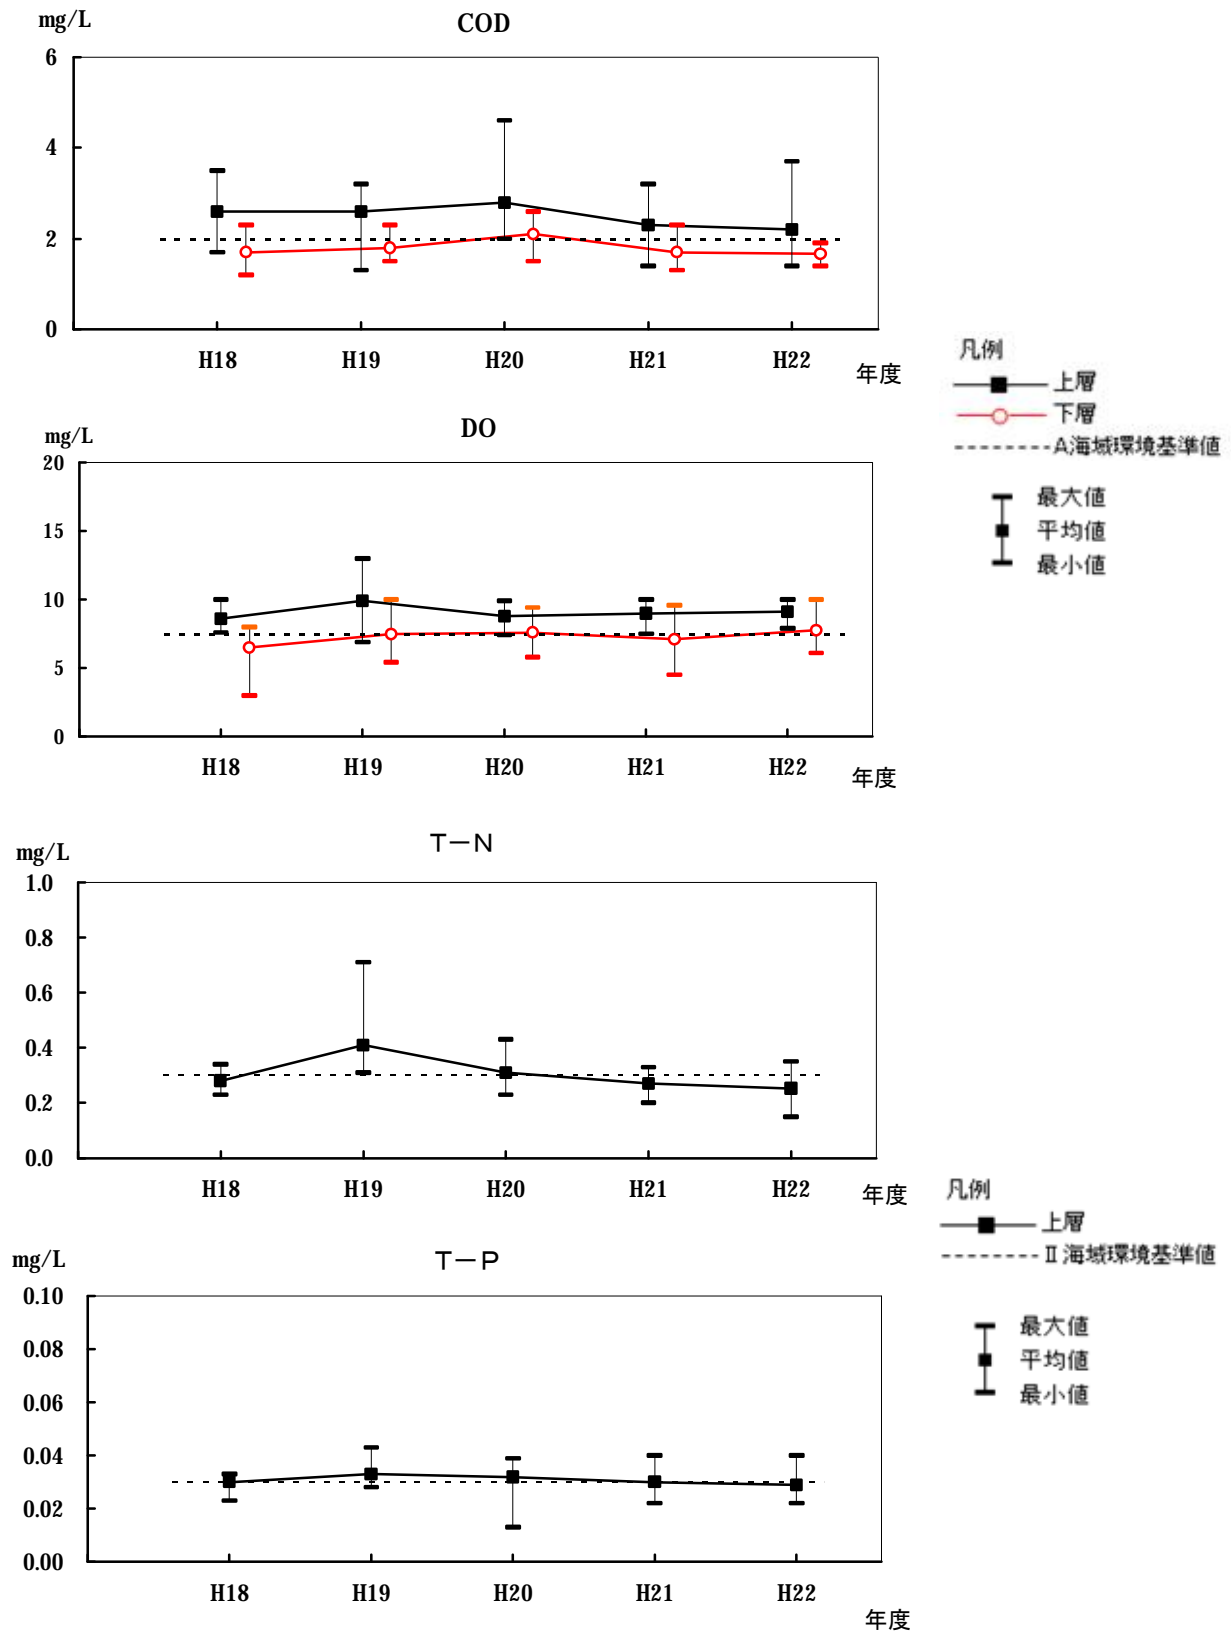 mg/L
COD
6
4
2
0
H18 H19 H20 H21 H22
年度
凡例
上層
下層
A海域環境基準値
最大値
平均値
最小値
mg/L
DO
20
15
10
5
0
H18 H19 H20 H21 H22
年度
mg/L
T-N
1.0
0.8
0.6
0.4
0.2
0.0
H18 H19 H20 H21 H22
年度
凡例
上層
Ⅱ海域環境基準値
最大値
平均値
最小値
mg/L
T-P
0.10
0.08
0.06
0.04
0.02
0.00
H18 H19 H20 H21 H22
年度